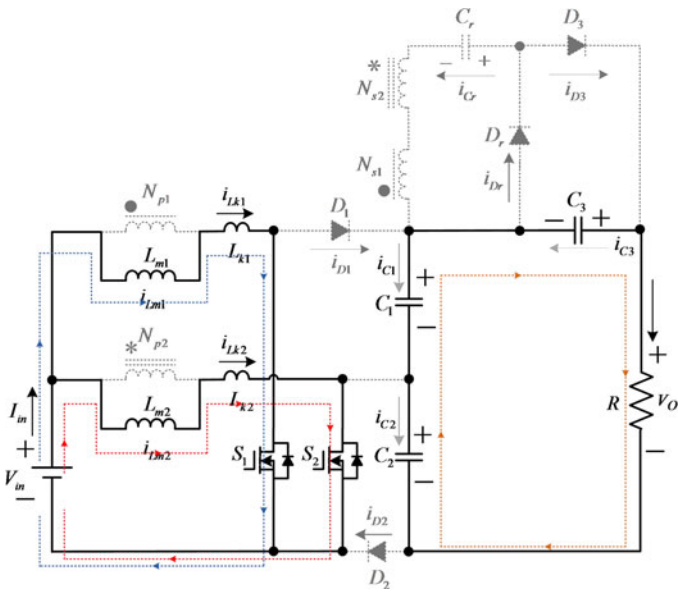 C_r D_3
− +
* N_s2 i_Cr i_D3
D_r
N_s1 i_Dr
N_p1 i_Lk1 D_1 C_3
− +
L_m1 L_k1 i_D1 i_C1 + i_C3
i_Lm1 C_1 −
N_p2 i_Lk2
*
L_m2 L_k2 +
I_in i_Lm2 i_C2 + R v_O
+ S_1 S_2 C_2 −
V_in −
− i_D2
D_2